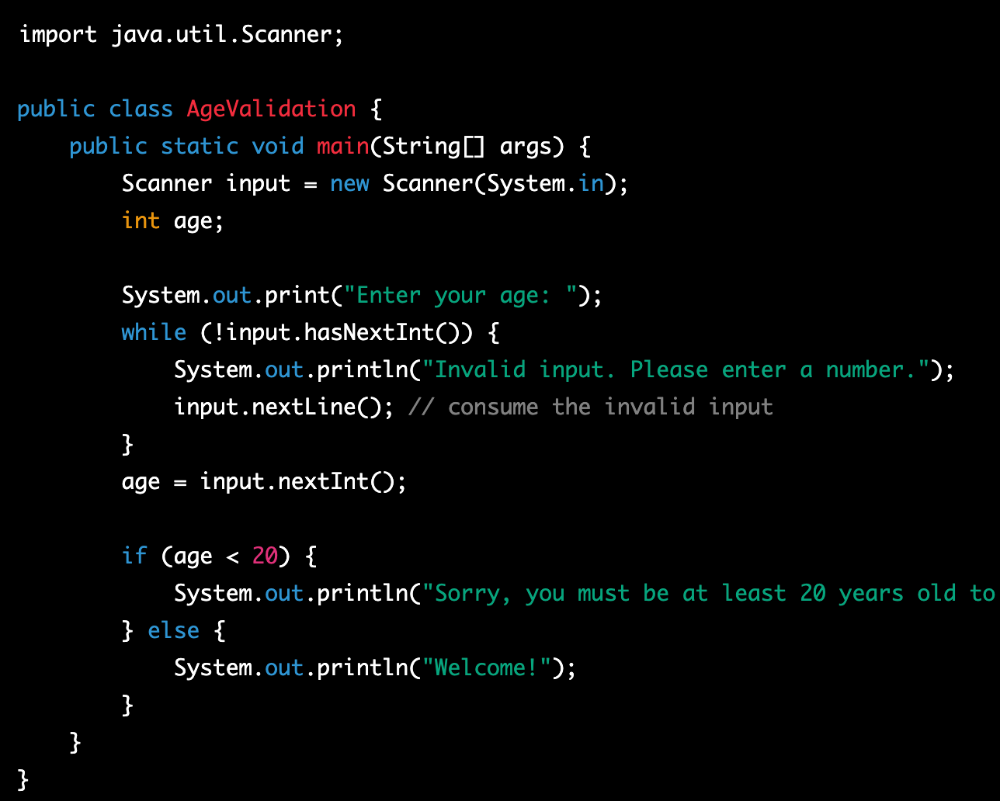 import java.util.Scanner;

public class AgeValidation {
    public static void main(String[] args) {
        Scanner input = new Scanner(System.in);
        int age;

        System.out.print("Enter your age: ");
        while (!input.hasNextInt()) {
            System.out.println("Invalid input. Please enter a number.");
            input.nextLine(); // consume the invalid input
        }
        age = input.nextInt();

        if (age < 20) {
            System.out.println("Sorry, you must be at least 20 years old to
        } else {
            System.out.println("Welcome!");
        }
    }
}